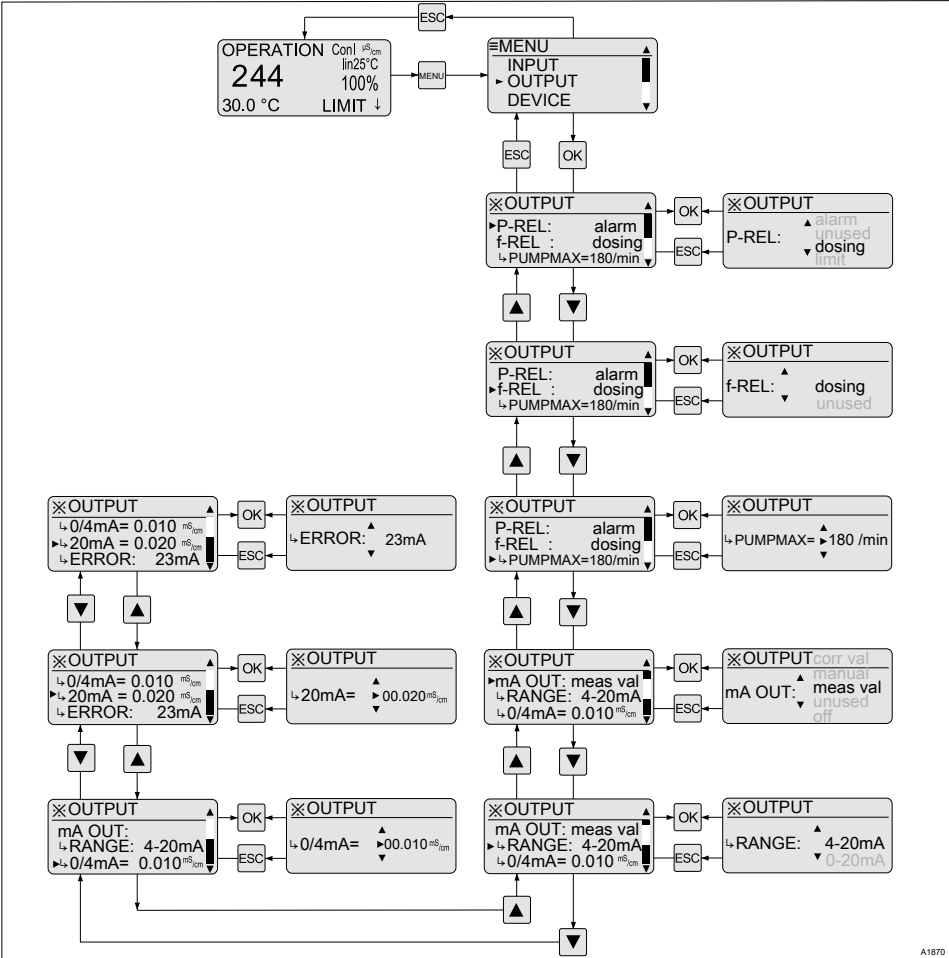 ESC
OPERATION ConI µS/cm
lin25°C
244 100%
30.0 °C LIMIT ↓
MENU
≡MENU
INPUT
► OUTPUT
DEVICE
ESC
OK
※OUTPUT
►P-REL: alarm
f-REL : dosing
↳PUMPMAX=180/min
OK
ESC
※OUTPUT
alarm
unused
P-REL: dosing
limit
▲
▼
※OUTPUT
P-REL: alarm
►f-REL : dosing
↳PUMPMAX=180/min
OK
ESC
※OUTPUT
f-REL: dosing
unused
▲
▼
※OUTPUT
↳0/4mA= 0.010 mS/cm
►↳20mA = 0.020 mS/cm
↳ERROR: 23mA
OK
ESC
※OUTPUT
↳ERROR: 23mA
※OUTPUT
P-REL: alarm
f-REL : dosing
►↳PUMPMAX=180/min
OK
ESC
※OUTPUT
↳PUMPMAX= ►180 /min
▼
▲
▲
▼
※OUTPUT
↳0/4mA= 0.010 mS/cm
►↳20mA = 0.020 mS/cm
↳ERROR: 23mA
OK
ESC
※OUTPUT
↳20mA= ►00.020 mS/cm
※OUTPUT
►mA OUT: meas val
↳RANGE: 4-20mA
↳0/4mA= 0.010 mS/cm
OK
ESC
※OUTPUT corr val
manual
mA OUT: meas val
unused
off
▼
▲
▲
▼
※OUTPUT
mA OUT:
↳RANGE: 4-20mA
►↳0/4mA= 0.010 mS/cm
OK
ESC
※OUTPUT
↳0/4mA= ►00.010 mS/cm
※OUTPUT
mA OUT: meas val
►↳RANGE: 4-20mA
↳0/4mA= 0.010 mS/cm
OK
ESC
※OUTPUT
↳RANGE: 4-20mA
0-20mA
▲
▼
A1870